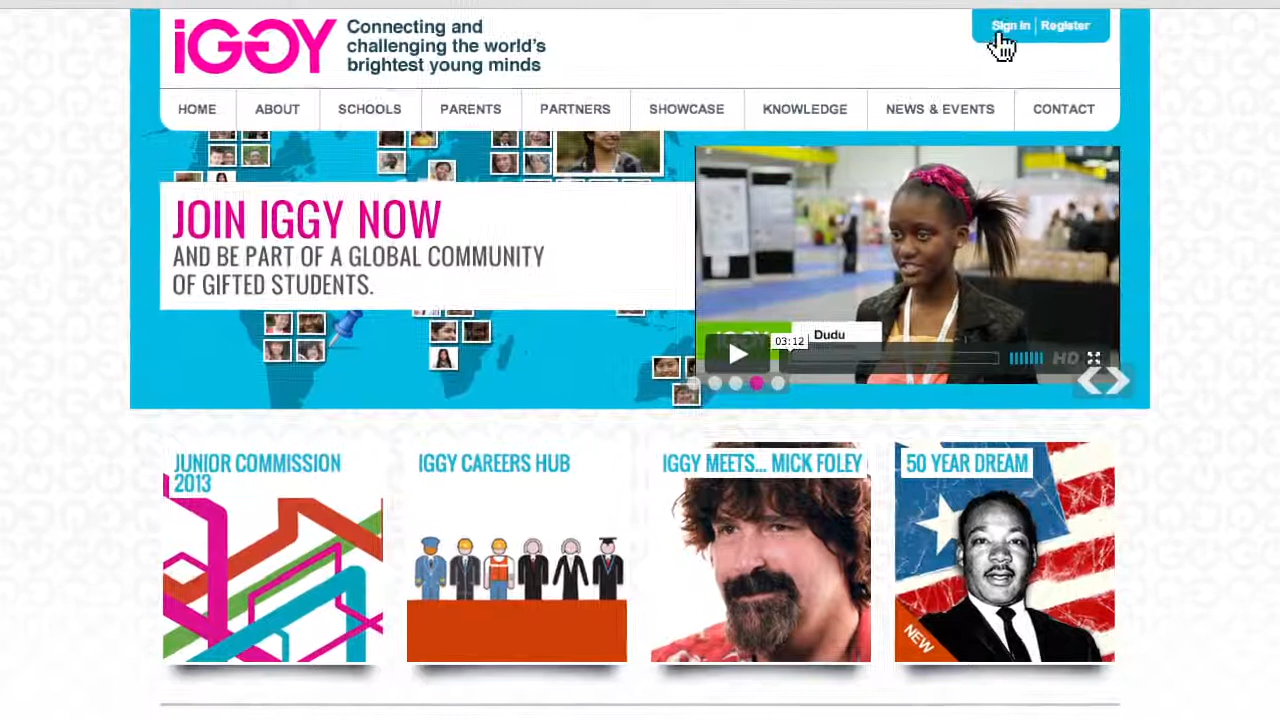 IGGY
Connecting and
challenging the world's
brightest young minds
Sign in | Register
HOME
ABOUT
SCHOOLS
PARENTS
PARTNERS
SHOWCASE
KNOWLEDGE
NEWS & EVENTS
CONTACT
JOIN IGGY NOW
AND BE PART OF A GLOBAL COMMUNITY
OF GIFTED STUDENTS.
IGGY
Dudu
03:12
HD
JUNIOR COMMISSION
2013
IGGY CAREERS HUB
IGGY MEETS... MICK FOLEY
50 YEAR DREAM
NEW